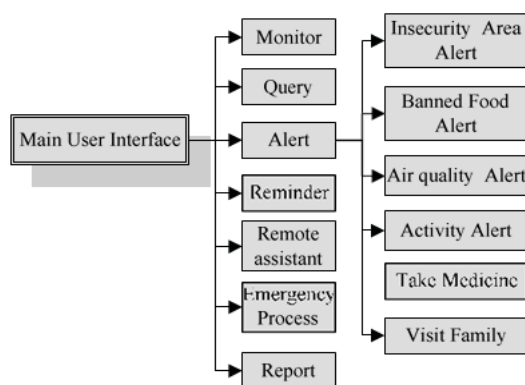 Main User Interface
Monitor
Query
Alert
Reminder
Remote
assistant
Emergency
Process
Report
Insecurity Area
Alert
Banned Food
Alert
Air quality Alert
Activity Alert
Take Medicine
Visit Family